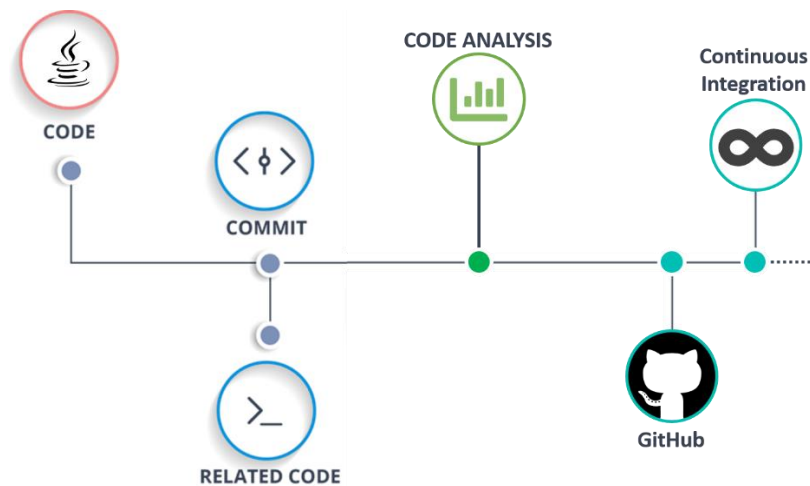 CODE
COMMIT
RELATED CODE
CODE ANALYSIS
GitHub
Continuous
Integration